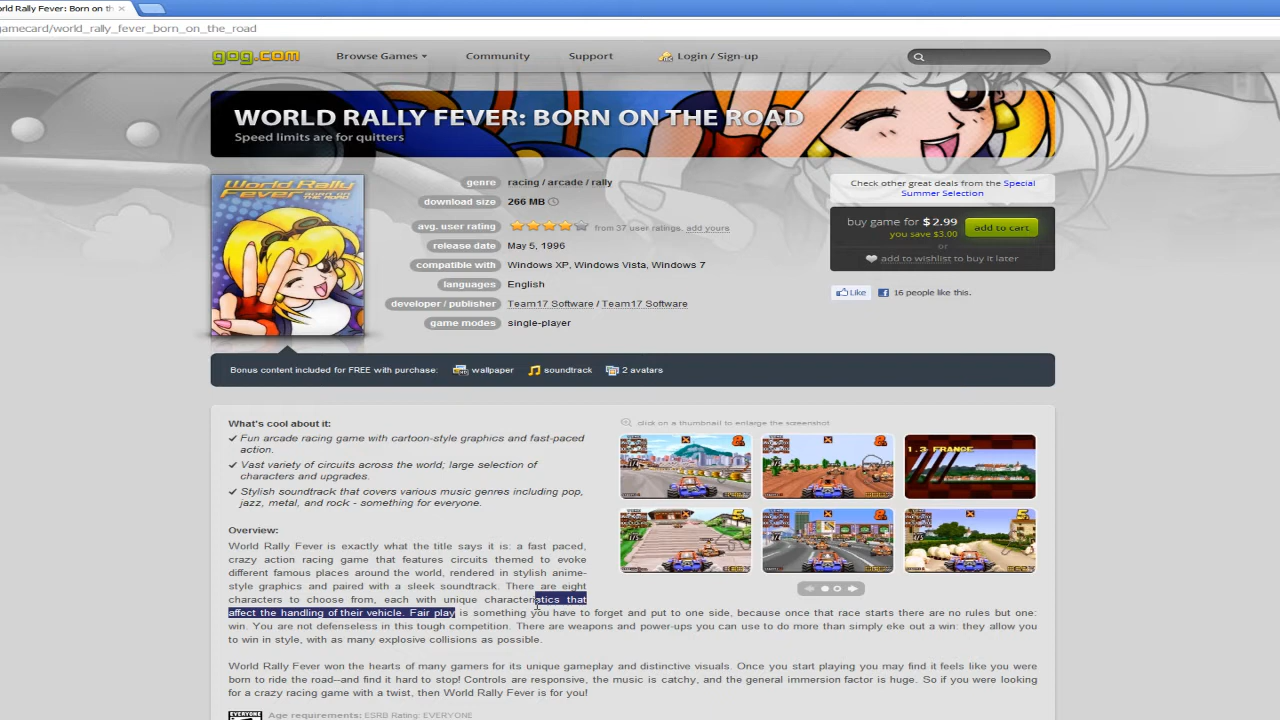 orld Rally Fever: Born on th
gamecard/world_rally_fever_born_on_the_road
gog.com Browse Games Community Support Login / Sign-up
WORLD RALLY FEVER: BORN ON THE ROAD
Speed limits are for quitters
World Rally
Fever BORN ON
THE ROAD
genre racing / arcade / rally
download size 266 MB
avg. user rating from 37 user ratings. add yours
release date May 5, 1996
compatible with Windows XP, Windows Vista, Windows 7
languages English
developer / publisher Team17 Software / Team17 Software
game modes single-player
Check other great deals from the Special
Summer Selection
buy game for $2.99 add to cart
you save $3.00
or
add to wishlist to buy it later
Like 16 people like this.
Bonus content included for FREE with purchase: wallpaper soundtrack 2 avatars
What's cool about it:
Fun arcade racing game with cartoon-style graphics and fast-paced
action.
Vast variety of circuits across the world; large selection of
characters and upgrades.
Stylish soundtrack that covers various music genres including pop,
jazz, metal, and rock - something for everyone.
click on a thumbnail to enlarge the screenshot
1.3 FRANCE
Overview:
World Rally Fever is exactly what the title says it is: a fast paced,
crazy action racing game that features circuits themed to evoke
different famous places around the world, rendered in stylish anime-
style graphics and paired with a sleek soundtrack. There are eight
characters to choose from, each with unique characteristics that
affect the handling of their vehicle. Fair play is something you have to forget and put to one side, because once that race starts there are no rules but one:
win. You are not defenseless in this tough competition. There are weapons and power-ups you can use to do more than simply eke out a win: they allow you
to win in style, with as many explosive collisions as possible.
World Rally Fever won the hearts of many gamers for its unique gameplay and distinctive visuals. Once you start playing you may find it feels like you were
born to ride the road—and find it hard to stop! Controls are responsive, the music is catchy, and the general immersion factor is huge. So if you were looking
for a crazy racing game with a twist, then World Rally Fever is for you!
EVERYONE Age requirements: ESRB Rating: EVERYONE